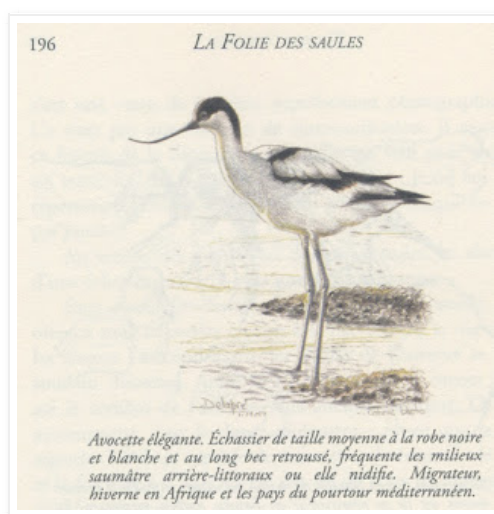 196
LA FOLIE DES SAULES
Delabre
Avocette élégante. Échassier de taille moyenne à la robe noire
et blanche et au long bec retroussé, fréquente les milieux
saumâtre arrière-littoraux ou elle nidifie. Migrateur,
hiverne en Afrique et les pays du pourtour méditerranéen.